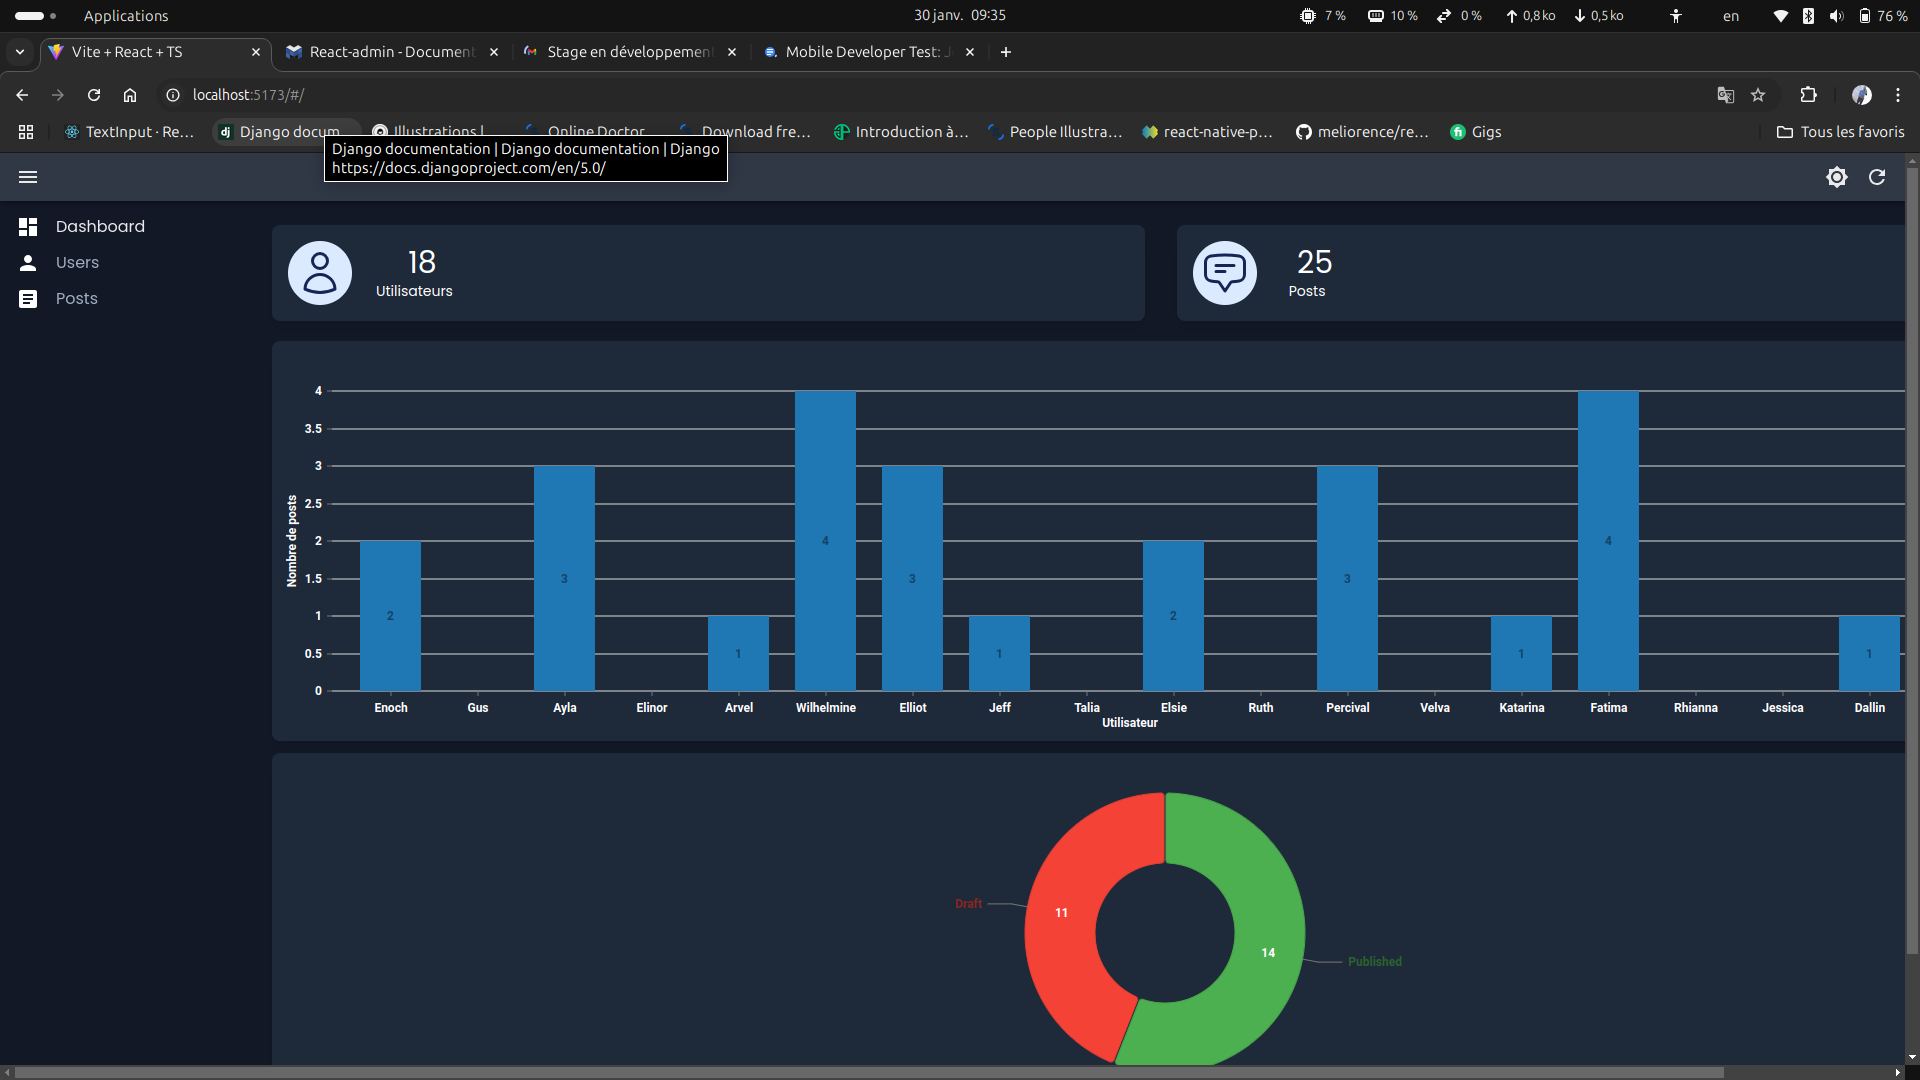 Applications
30 janv. 09:35
7 %
10 %
0 %
0,8 ko
0,5 ko
en
76 %
Vite + React + TS
React-admin - Document
Stage en développement
Mobile Developer Test:
localhost:5173/#/
TextInput · Re...
Django docum...
Illustrations |
Online Doctor
Download fre...
Introduction à...
People Illustra...
react-native-p...
meliorence/re...
Gigs
Tous les favoris
Django documentation | Django documentation | Django
https://docs.djangoproject.com/en/5.0/
Dashboard
Users
Posts
18
Utilisateurs
25
Posts
4
3.5
3
2.5
2
1.5
1
0.5
0
Nombre de posts
2
3
1
4
3
1
2
3
1
4
1
Enoch
Gus
Ayla
Elinor
Arvel
Wilhelmine
Elliot
Jeff
Talia
Elsie
Ruth
Percival
Velva
Katarina
Fatima
Rhianna
Jessica
Dallin
Utilisateur
Draft
11
14
Published